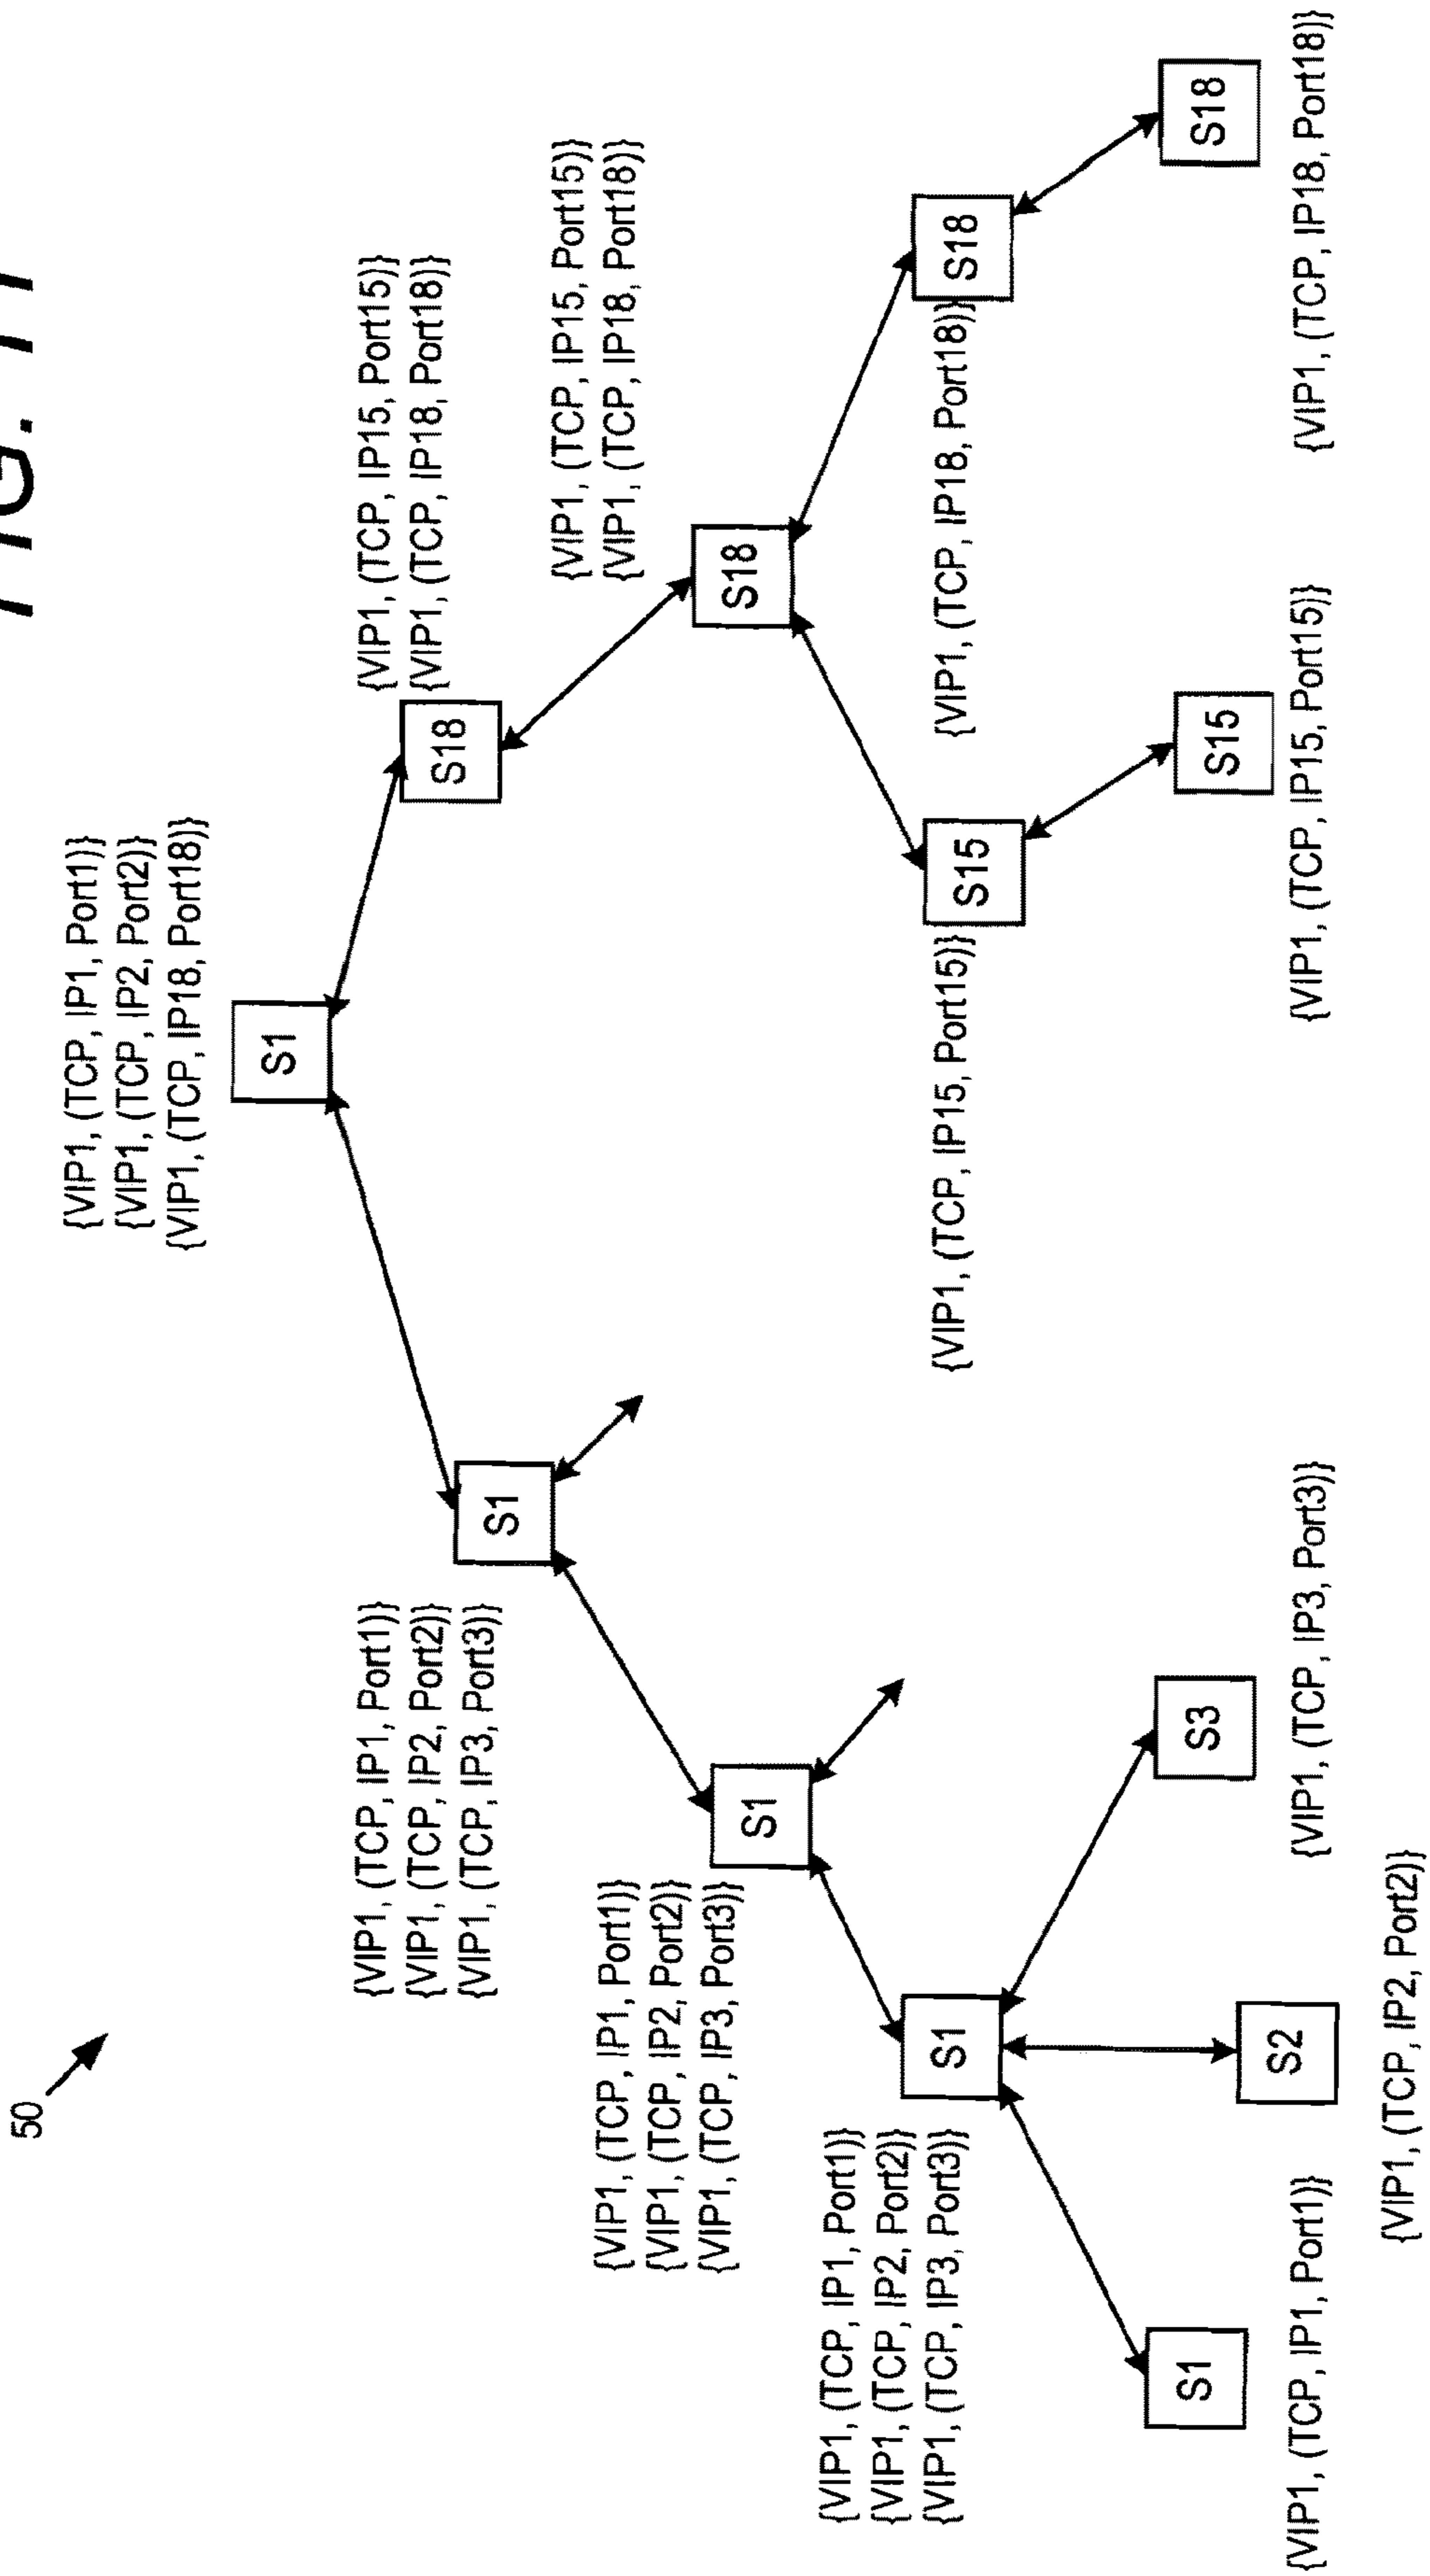 FIG. 11
50
{VIP1, (TCP, IP1, Port1)}
{VIP1, (TCP, IP2, Port2)}
{VIP1, (TCP, IP18, Port18)}
S1
{VIP1, (TCP, IP1, Port1)}
{VIP1, (TCP, IP2, Port2)}
{VIP1, (TCP, IP3, Port3)}
S1
{VIP1, (TCP, IP15, Port15)}
{VIP1, (TCP, IP18, Port18)}
S18
{VIP1, (TCP, IP1, Port1)}
{VIP1, (TCP, IP2, Port2)}
{VIP1, (TCP, IP3, Port3)}
S1
{VIP1, (TCP, IP15, Port15)}
{VIP1, (TCP, IP18, Port18)}
S18
{VIP1, (TCP, IP1, Port1)}
{VIP1, (TCP, IP2, Port2)}
{VIP1, (TCP, IP3, Port3)}
S1
{VIP1, (TCP, IP15, Port15)}
S15
{VIP1, (TCP, IP18, Port18)}
S18
S1
S2
S3
S15
S18
{VIP1, (TCP, IP1, Port1)}
{VIP1, (TCP, IP2, Port2)}
{VIP1, (TCP, IP3, Port3)}
{VIP1, (TCP, IP15, Port15)}
{VIP1, (TCP, IP18, Port18)}